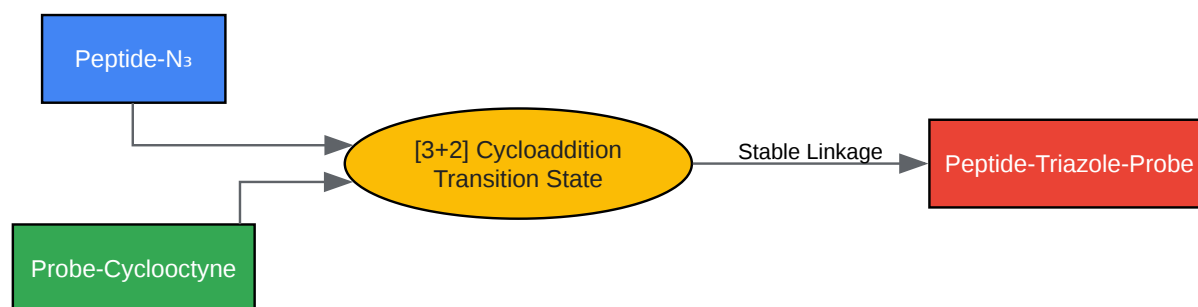 Peptide-N₃
[3+2] Cycloaddition
Transition State
Stable Linkage
Peptide-Triazole-Probe
Probe-Cyclooctyne